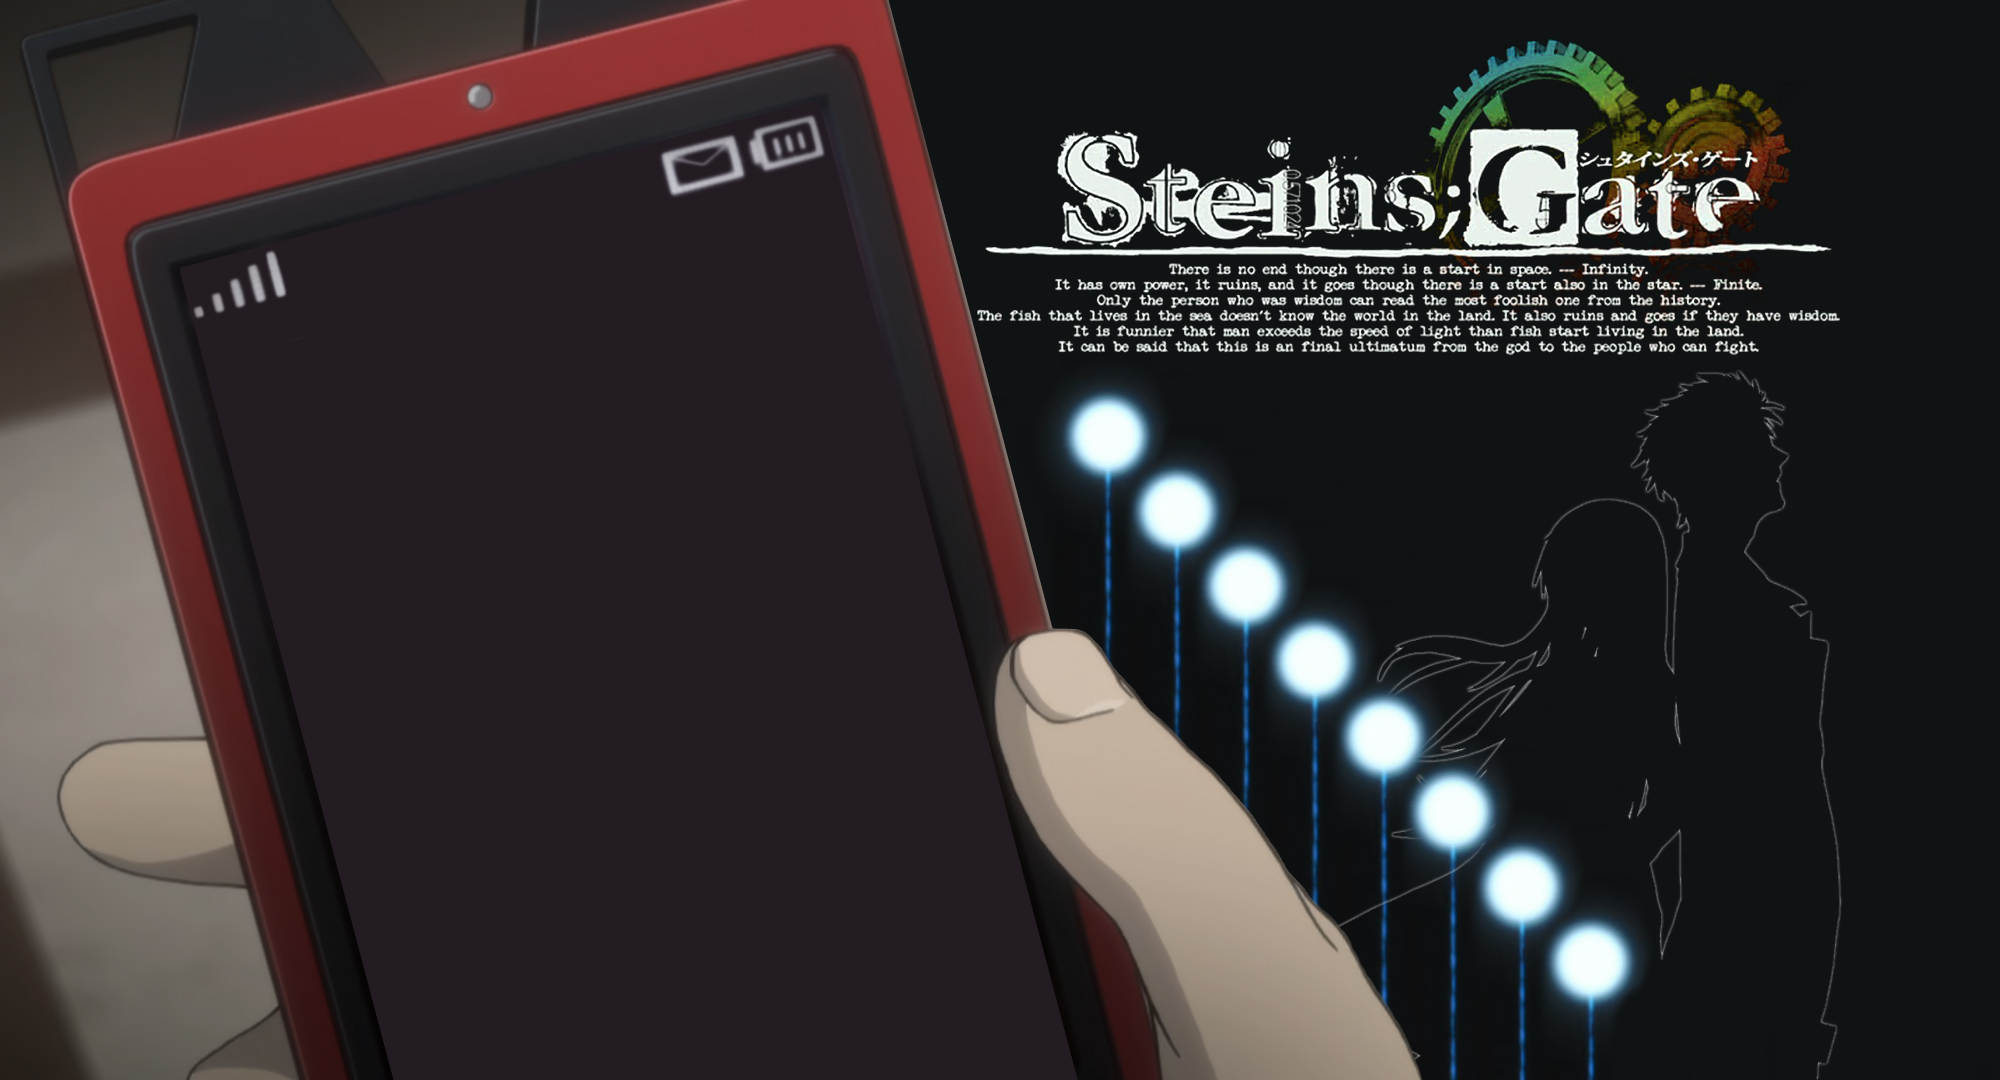 Steins;Gate
シュタインズ・ゲート
There is no end though there is a start in space. --- Infinity.
It has own power, it ruins, and it goes though there is a start also in the star. --- Finite.
Only the person who was wisdom can read the most foolish one from the history.
The fish that lives in the sea doesn't know the world in the land. It also ruins and goes if they have wisdom.
It is funnier that man exceeds the speed of light than fish start living in the land.
It can be said that this is an final ultimatum from the god to the people who can fight.